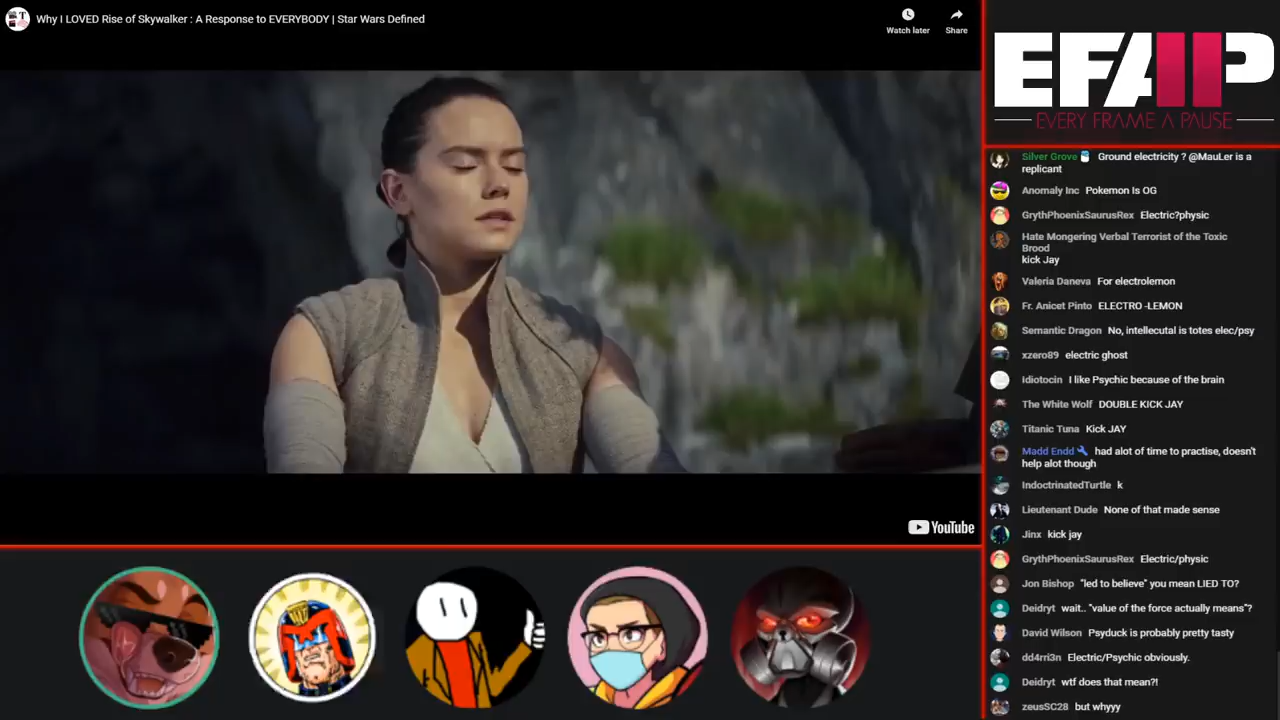 Why I LOVED Rise of Skywalker : A Response to EVERYBODY | Star Wars Defined
Watch later
Share
YouTube
EFAP
EVERY FRAME A PAUSE
Silver Grove Ground electricity ? @MauLer is a
replicant
Anomaly Inc Pokemon Is OG
GrythPhoenixSaurusRex Electric?physic
Hate Mongering Verbal Terrorist of the Toxic
Brood
kick Jay
Valeria Daneva For electrolemon
Fr. Anicet Pinto ELECTRO -LEMON
Semantic Dragon No, intellecutal is totes elec/psy
xzero89 electric ghost
Idiotocin I like Psychic because of the brain
The White Wolf DOUBLE KICK JAY
Titanic Tuna Kick JAY
Madd Endd had alot of time to practise, doesn't
help alot though
IndoctrinatedTurtle k
Lieutenant Dude None of that made sense
Jinx kick jay
GrythPhoenixSaurusRex Electric/physic
Jon Bishop "led to believe" you mean LIED TO?
Deidryt wait.. "value of the force actually means"?
David Wilson Psyduck is probably pretty tasty
dd4rri3n Electric/Psychic obviously.
Deidryt wtf does that mean?!
zeusSC28 but whyyy